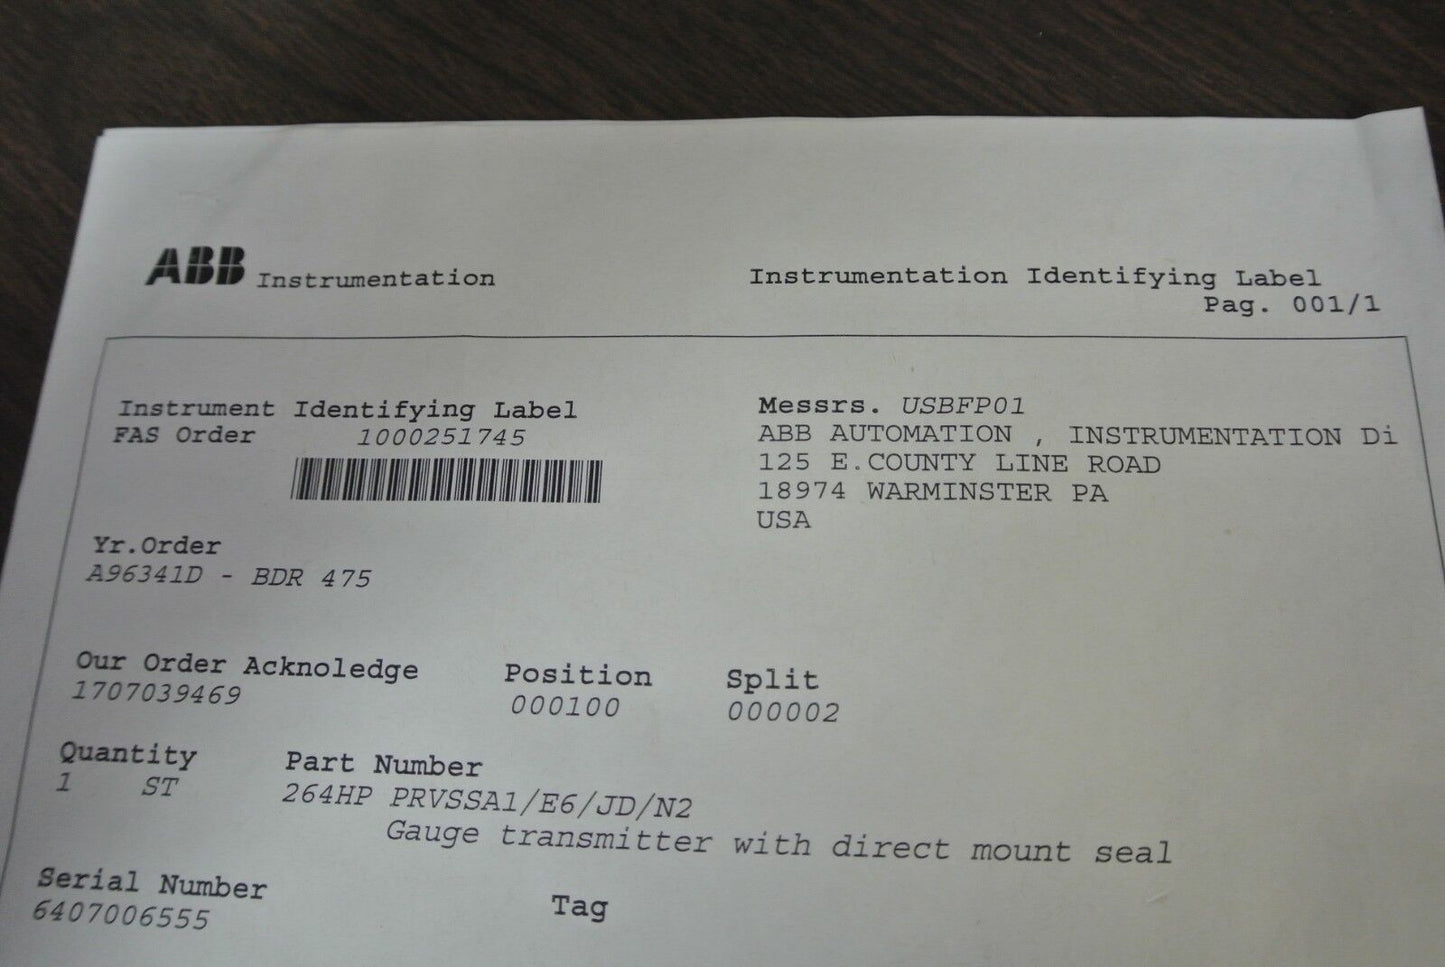 ABB Instrumentation
Instrumentation Identifying Label
Pag. 001/1
Instrument Identifying Label
FAS Order 1000251745
Messrs. USBFP01
ABB AUTOMATION , INSTRUMENTATION Di
125 E.COUNTY LINE ROAD
18974 WARMINSTER PA
USA
Yr.Order
A96341D - BDR 475
Our Order Acknoledge Position Split
1707039469 000100 000002
Quantity Part Number
1 ST 264HP PRVSSA1/E6/JD/N2
Gauge transmitter with direct mount seal
Serial Number Tag
6407006555